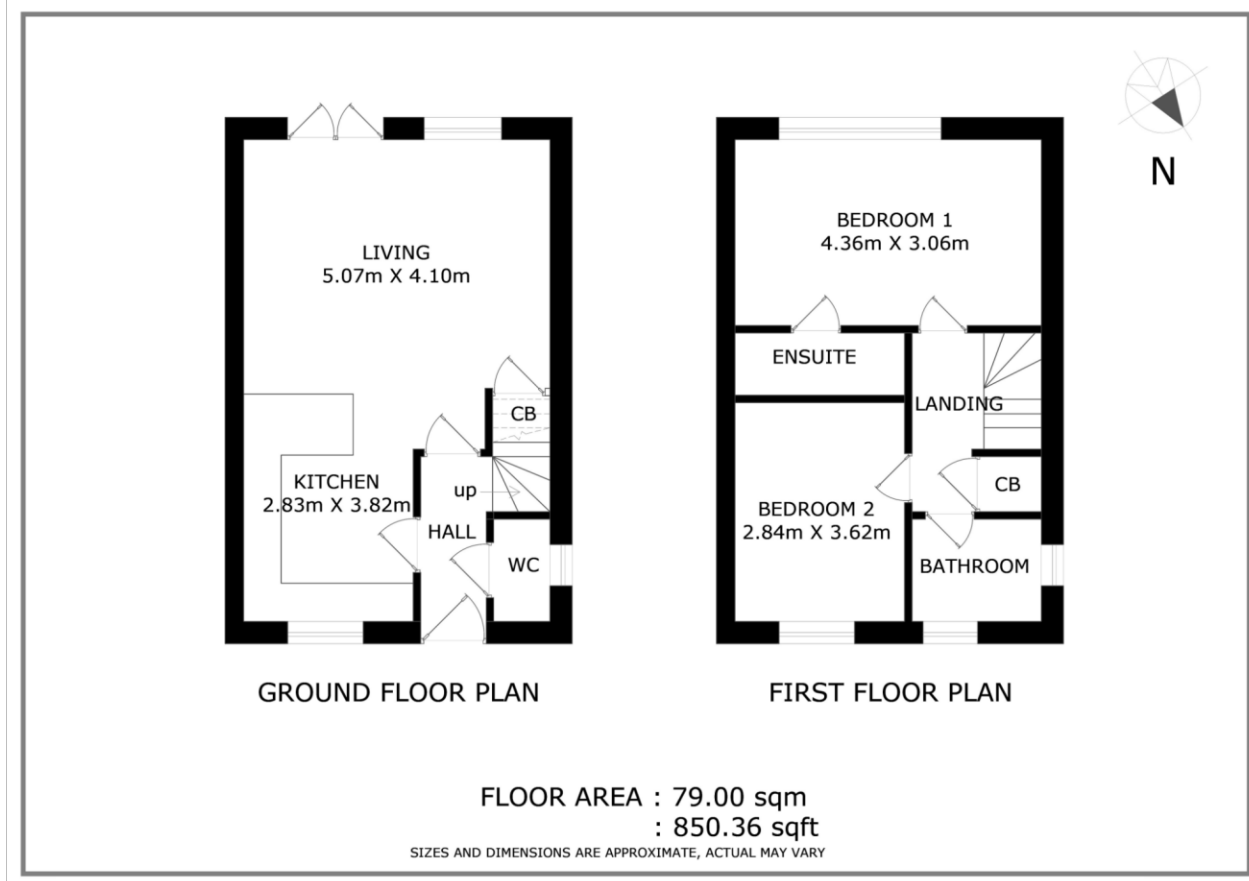 N
LIVING
5.07m X 4.10m
CB
KITCHEN
2.83m X 3.82m
up
HALL
WC
GROUND FLOOR PLAN
BEDROOM 1
4.36m X 3.06m
ENSUITE
LANDING
CB
BEDROOM 2
2.84m X 3.62m
BATHROOM
FIRST FLOOR PLAN
FLOOR AREA : 79.00 sqm
: 850.36 sqft
SIZES AND DIMENSIONS ARE APPROXIMATE, ACTUAL MAY VARY